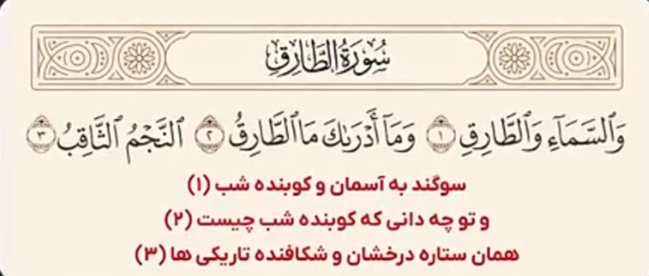 سُورَةُ الطَّارِقِ
وَالسَّمَاءِ وَالطَّارِقِ ١ وَمَا أَدْرَىٰكَ مَا الطَّارِقُ ٢ النَّجْمُ الثَّاقِبُ ٣
سوگند به آسمان و کوبنده شب (۱)
و تو چه دانی که کوبنده شب چیست (۲)
همان ستاره درخشان و شکافنده تاریکی ها (۳)